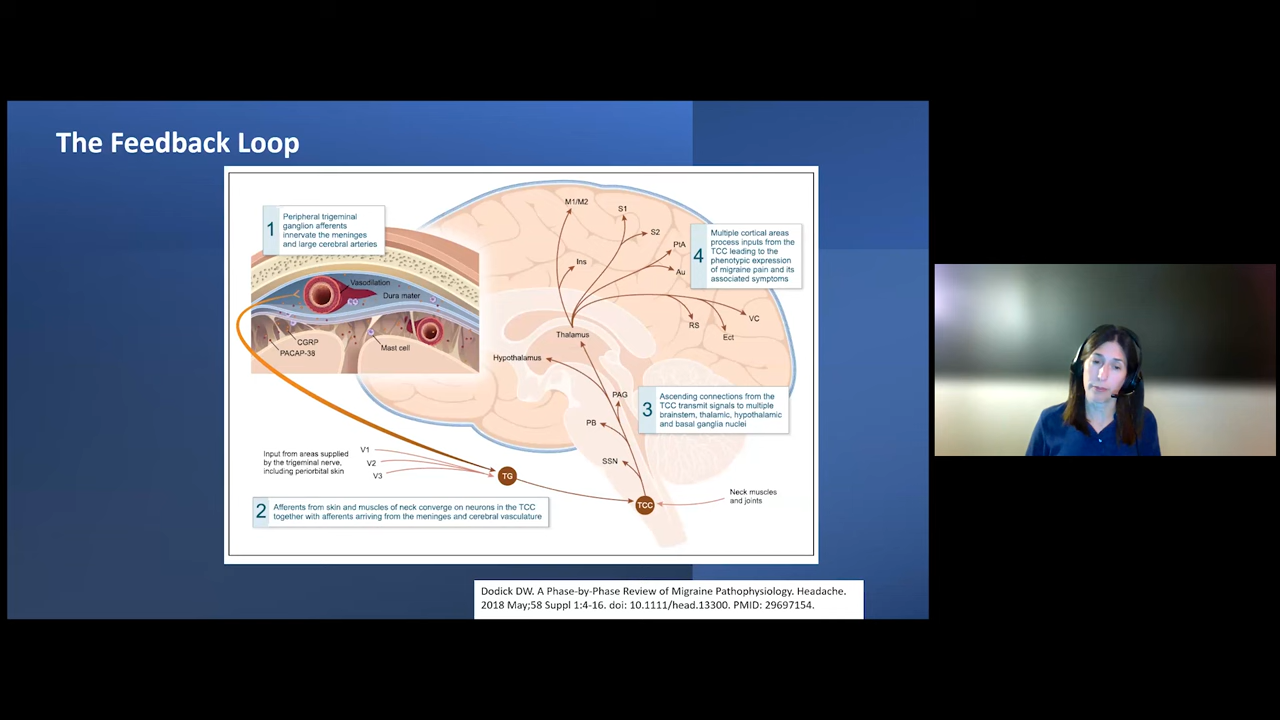 The Feedback Loop
1
Peripheral trigeminal
ganglion afferents
innervate the meninges
and large cerebral arteries
Vasodilation
Dura mater
CGRP
PACAP-38
Mast cell
M1/M2
S1
S2
PtA
Ins
Au
RS
VC
Ect
4
Multiple cortical areas
process inputs from the
TCC leading to the
phenotypic expression
of migraine pain and its
associated symptoms
Thalamus
Hypothalamus
PAG
PB
SSN
3
Ascending connections from the
TCC transmit signals to multiple
brainstem, thalamic, hypothalamic
and basal ganglia nuclei
Input from areas supplied
by the trigeminal nerve,
including periorbital skin
V1
V2
V3
TG
TCC
Neck muscles
and joints
2
Afferents from skin and muscles of neck converge on neurons in the TCC
together with afferents arriving from the meninges and cerebral vasculature
Dodick DW. A Phase-by-Phase Review of Migraine Pathophysiology. Headache.
2018 May;58 Suppl 1:4-16. doi: 10.1111/head.13300. PMID: 29697154.